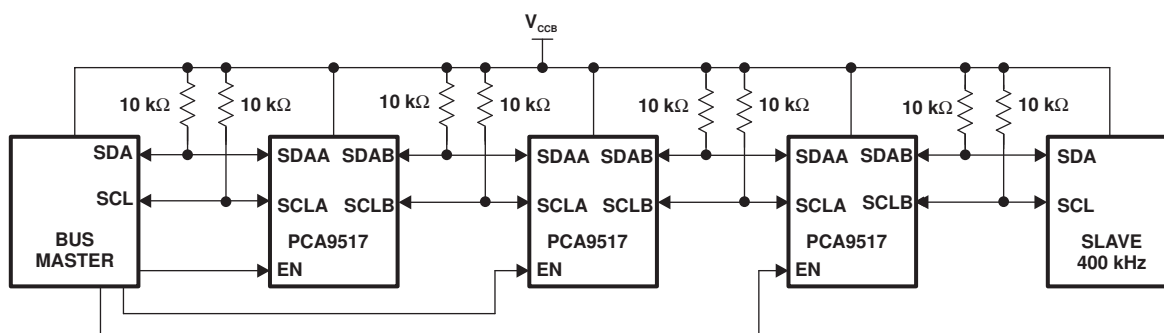 V CCB
10 kΩ 10 kΩ 10 kΩ 10 kΩ 10 kΩ 10 kΩ 10 kΩ 10 kΩ
SDA SDAA SDAB SDAA SDAB SDAA SDAB SDA
SCL SCLA SCLB SCLA SCLB SCLA SCLB SCL
BUS MASTER
PCA9517
EN
PCA9517
EN
PCA9517
EN
SLAVE
400 kHz